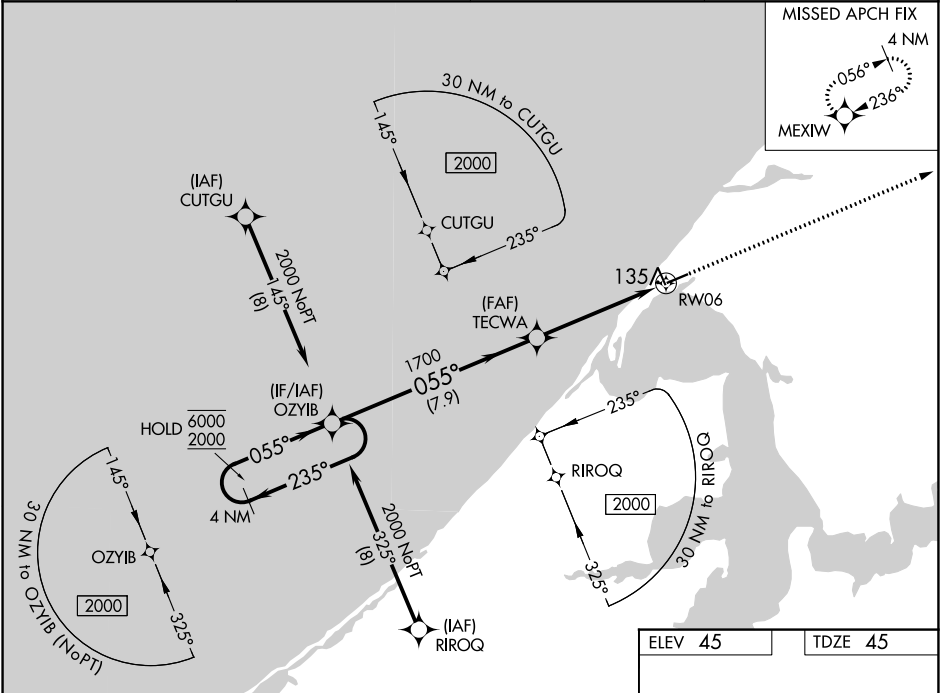 MISSED APCH FIX
4 NM
056°
236°
MEXIW
30 NM to CUTGU
145°
2000
CUTGU
235°
(IAF)
CUTGU
2000 NoPT
145°
(8)
135
RW06
(FAF)
TECWA
1700
055°
(7.9)
(IF/IAF)
OZYIB
HOLD
6000
2000
055°
235°
4 NM
145°
OZYIB
2000
325°
30 NM to OZYIB (NoPT)
2000 NoPT
325°
(8)
(IAF)
RIROQ
235°
RIROQ
2000
325°
30 NM to RIROQ
ELEV 45
TDZE 45